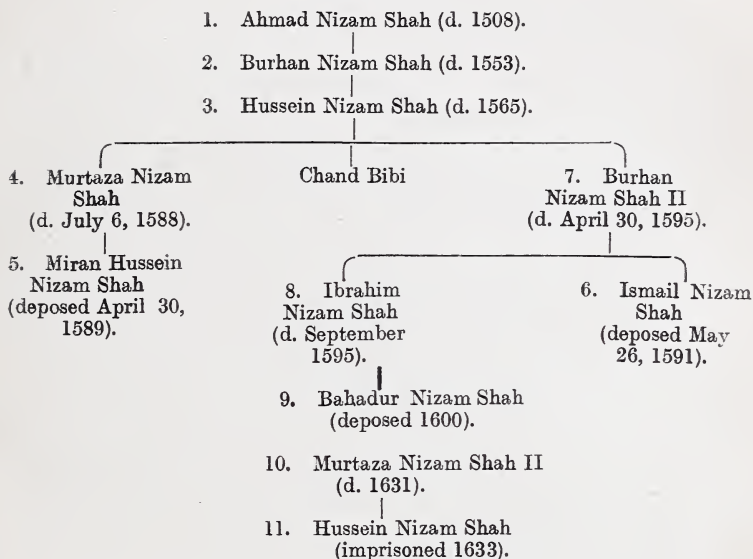 1. Ahmad Nizam Shah (d. 1508).
2. Burhan Nizam Shah (d. 1553).
3. Hussein Nizam Shah (d. 1565).
4. Murtaza Nizam
Shah
(d. July 6, 1588).
Chand Bibi
7. Burhan
Nizam Shah II
(d. April 30, 1595).
5. Miran Hussein
Nizam Shah
(deposed April 30,
1589).
8. Ibrahim
Nizam Shah
(d. September
1595).
6. Ismail Nizam
Shah
(deposed May
26, 1591).
9. Bahadur Nizam Shah
(deposed 1600).
10. Murtaza Nizam Shah II
(d. 1631).
11. Hussein Nizam Shah
(imprisoned 1633).